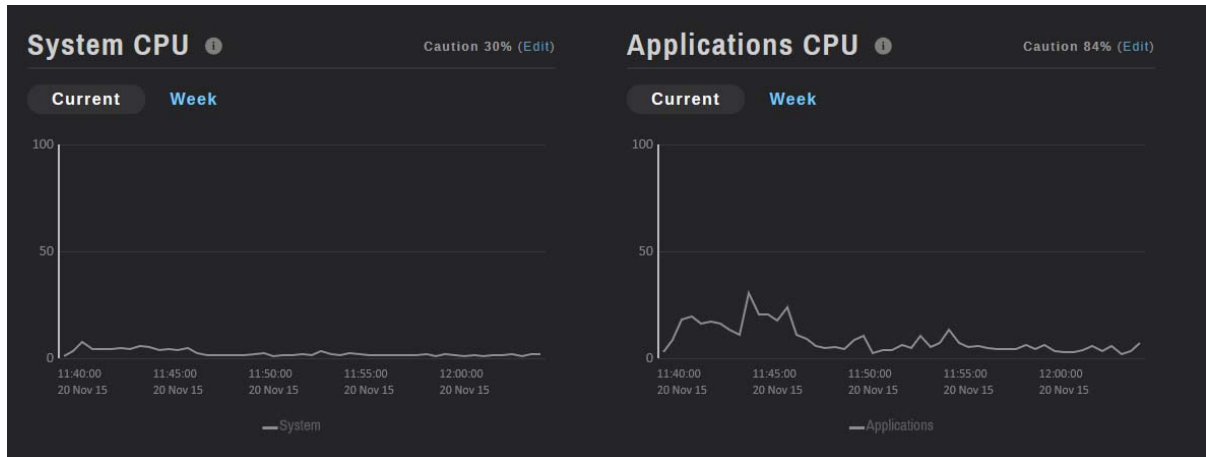 System CPU i Caution 30% (Edit)
Current Week
100
50
0
11:40:00 11:45:00 11:50:00 11:55:00 12:00:00
20 Nov 15 20 Nov 15 20 Nov 15 20 Nov 15 20 Nov 15
System
Applications CPU i Caution 84% (Edit)
Current Week
100
50
0
11:40:00 11:45:00 11:50:00 11:55:00 12:00:00
20 Nov 15 20 Nov 15 20 Nov 15 20 Nov 15 20 Nov 15
Applications